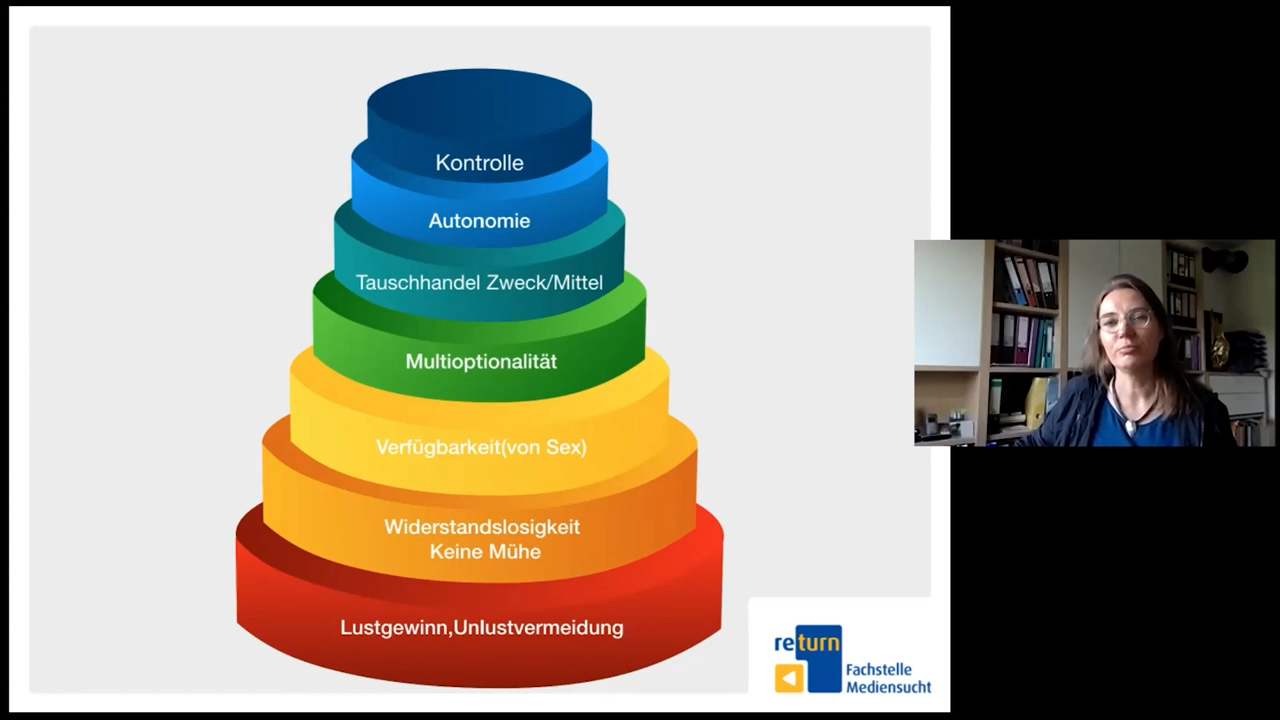 Kontrolle
Autonomie
Tauschhandel Zweck/Mittel
Multioptionalität
Verfügbarkeit(von Sex)
Widerstandslosigkeit
Keine Mühe
Lustgewinn,Unlustvermeidung
return
Fachstelle
Mediensucht